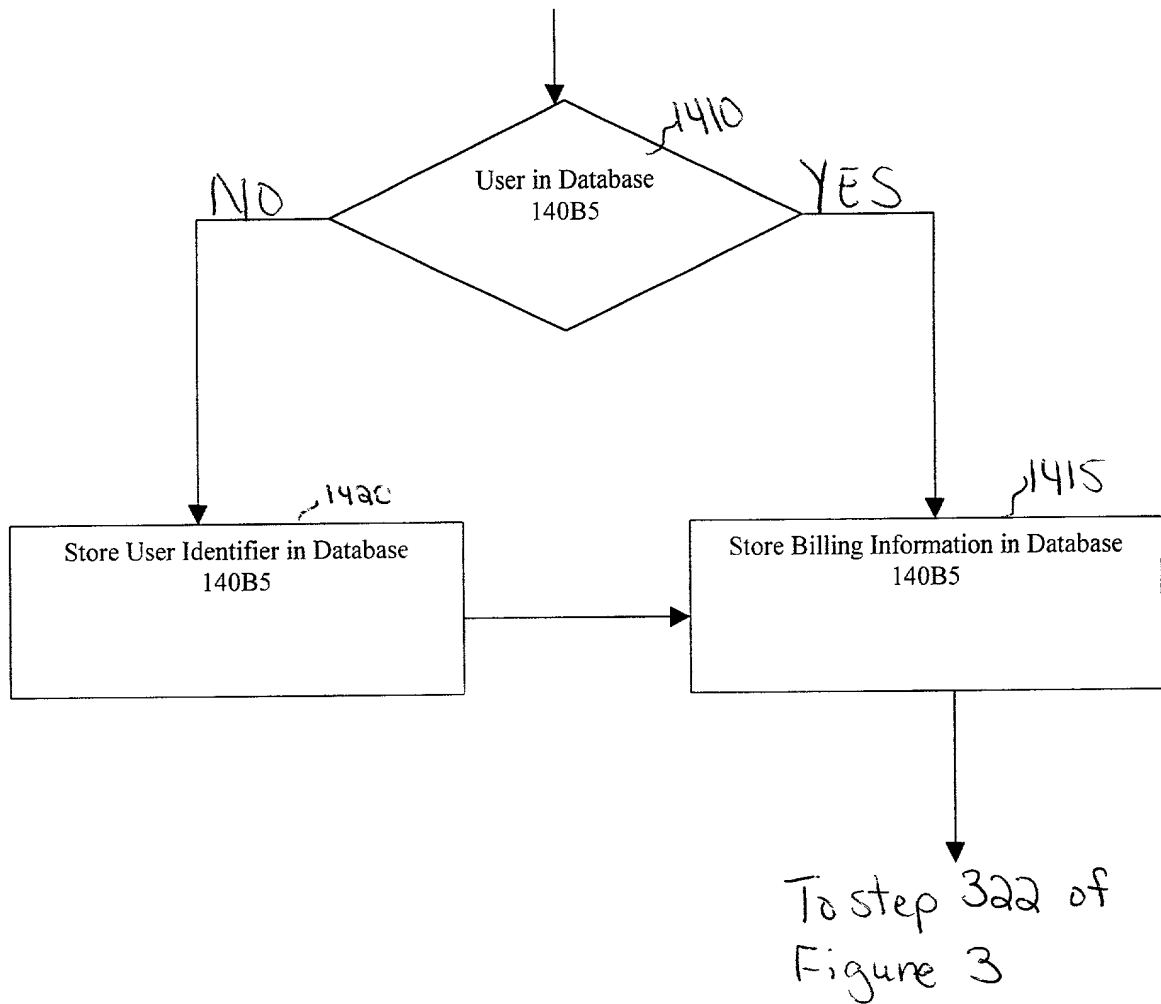 1410
User in Database
140B5
NO
YES
1420
Store User Identifier in Database
140B5
1415
Store Billing Information in Database
140B5
To step 322 of
Figure 3